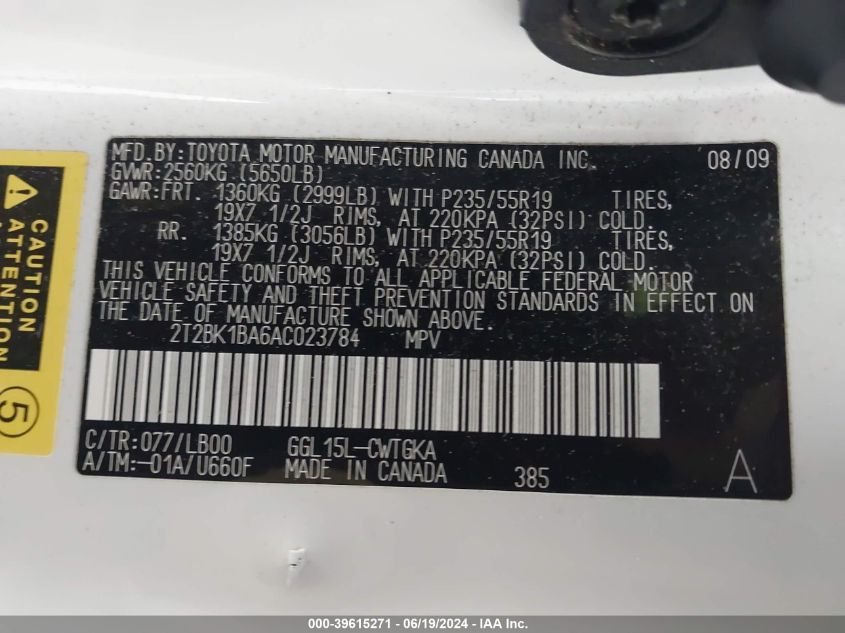 MFD.BY:TOYOTA MOTOR MANUFACTURING CANADA INC. 08/09
GVWR:2560KG (5650LB)
GAWR:FRT. 1360KG (2999LB) WITH P235/55R19 TIRES,
19X7 1/2J RIMS, AT 220KPA (32PSI) COLD.
RR. 1385KG (3056LB) WITH P235/55R19 TIRES,
19X7 1/2J RIMS, AT 220KPA (32PSI) COLD.
THIS VEHICLE CONFORMS TO ALL APPLICABLE FEDERAL MOTOR
VEHICLE SAFETY AND THEFT PREVENTION STANDARDS IN EFFECT ON
THE DATE OF MANUFACTURE SHOWN ABOVE.
2T2BK1BA6AC023784 MPV
C/TR:077/LB00 GGL15L-CWTGKA
A/TM:-01A/U660F MADE IN CANADA 385 A
CAUTION
ATTENTION
5
000-39615271 - 06/19/2024 - IAA Inc.